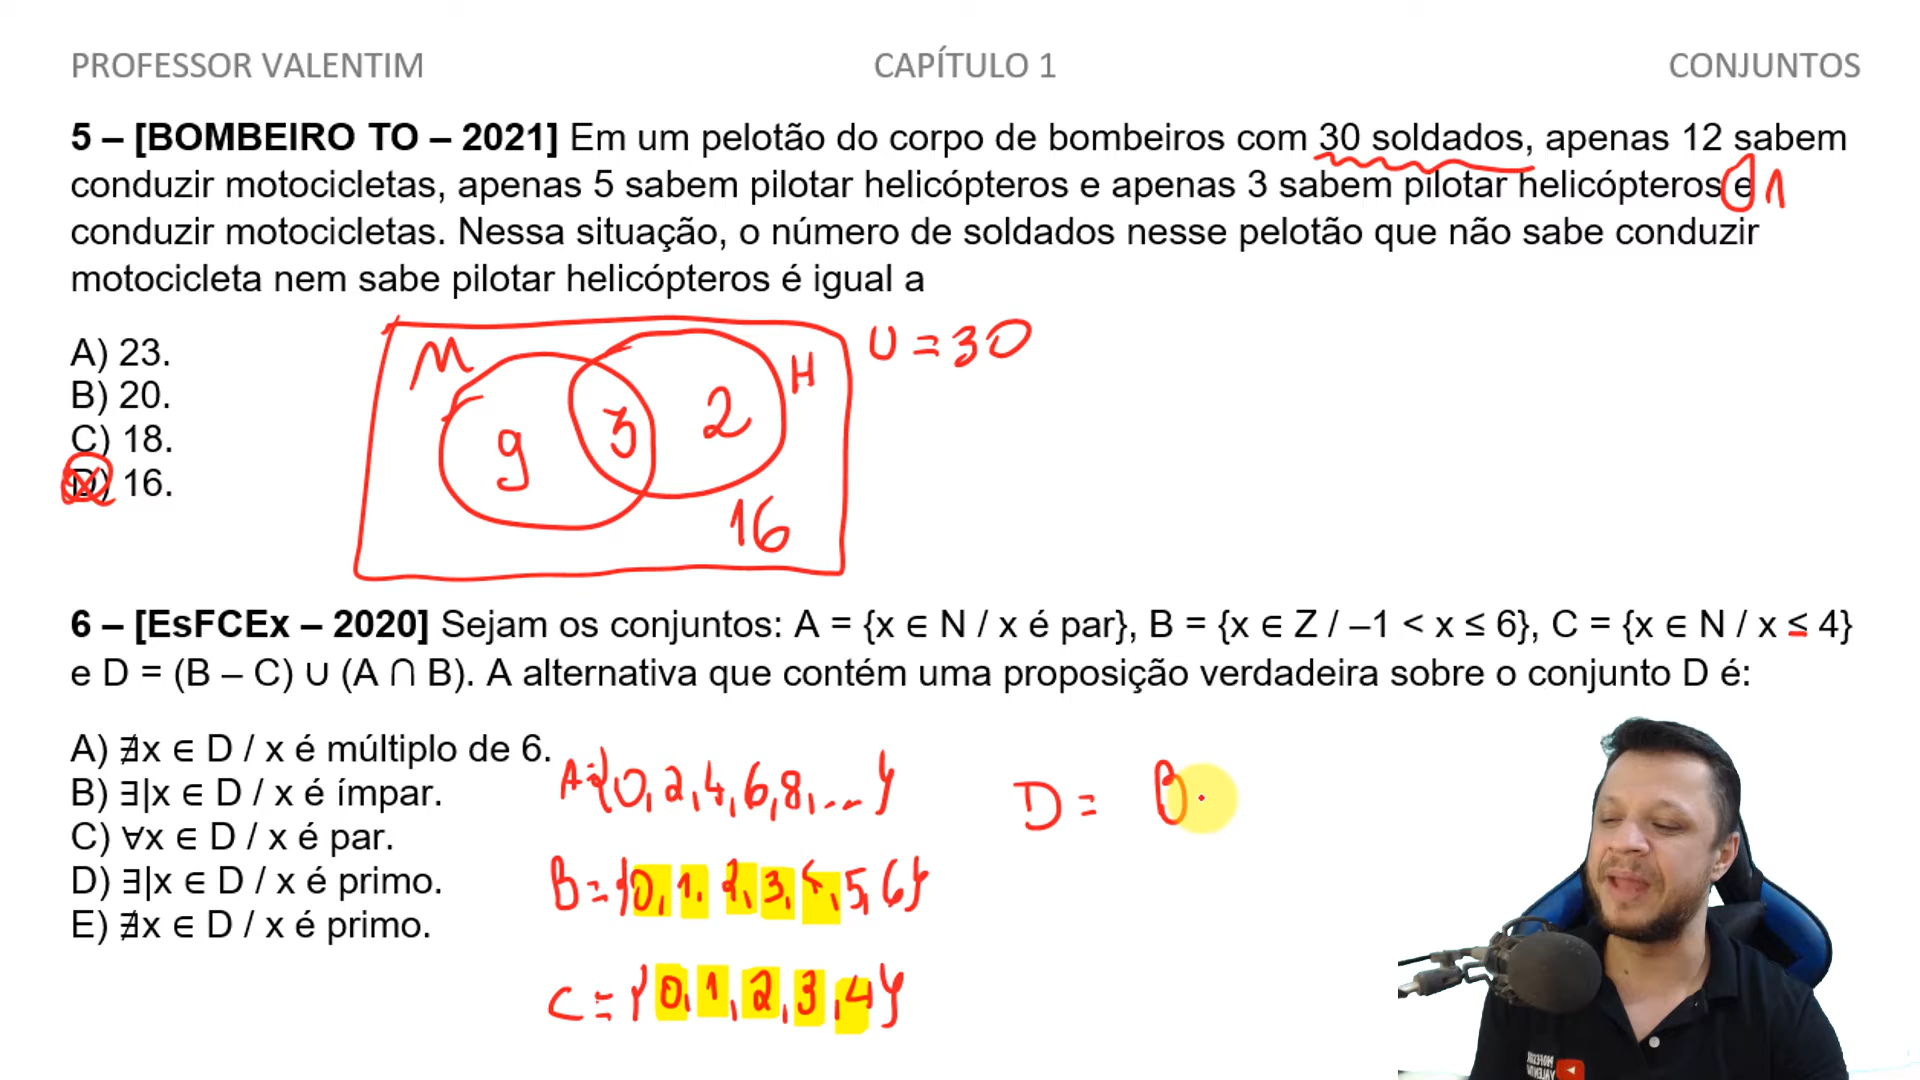 PROFESSOR VALENTIM CAPÍTULO 1 CONJUNTOS
5 – [BOMBEIRO TO – 2021] Em um pelotão do corpo de bombeiros com 30 soldados, apenas 12 sabem
conduzir motocicletas, apenas 5 sabem pilotar helicópteros e apenas 3 sabem pilotar helicópteros e ∩
conduzir motocicletas. Nessa situação, o número de soldados nesse pelotão que não sabe conduzir
motocicleta nem sabe pilotar helicópteros é igual a
A) 23.
B) 20.
C) 18.
D) 16.
M H U = 30
9 3 2
16
6 – [EsFCEx – 2020] Sejam os conjuntos: A = {x ∈ N / x é par}, B = {x ∈ Z / –1 < x ≤ 6}, C = {x ∈ N / x ≤ 4}
e D = (B – C) ∪ (A ∩ B). A alternativa que contém uma proposição verdadeira sobre o conjunto D é:
A) ∄x ∈ D / x é múltiplo de 6.
B) ∃|x ∈ D / x é ímpar.
C) ∀x ∈ D / x é par.
D) ∃|x ∈ D / x é primo.
E) ∄x ∈ D / x é primo.
A={0, 2, 4, 6, 8, ...}
B={0, 1, 2, 3, 4, 5, 6}
C={0, 1, 2, 3, 4}
D = B
PROFESSOR
VALENTIM